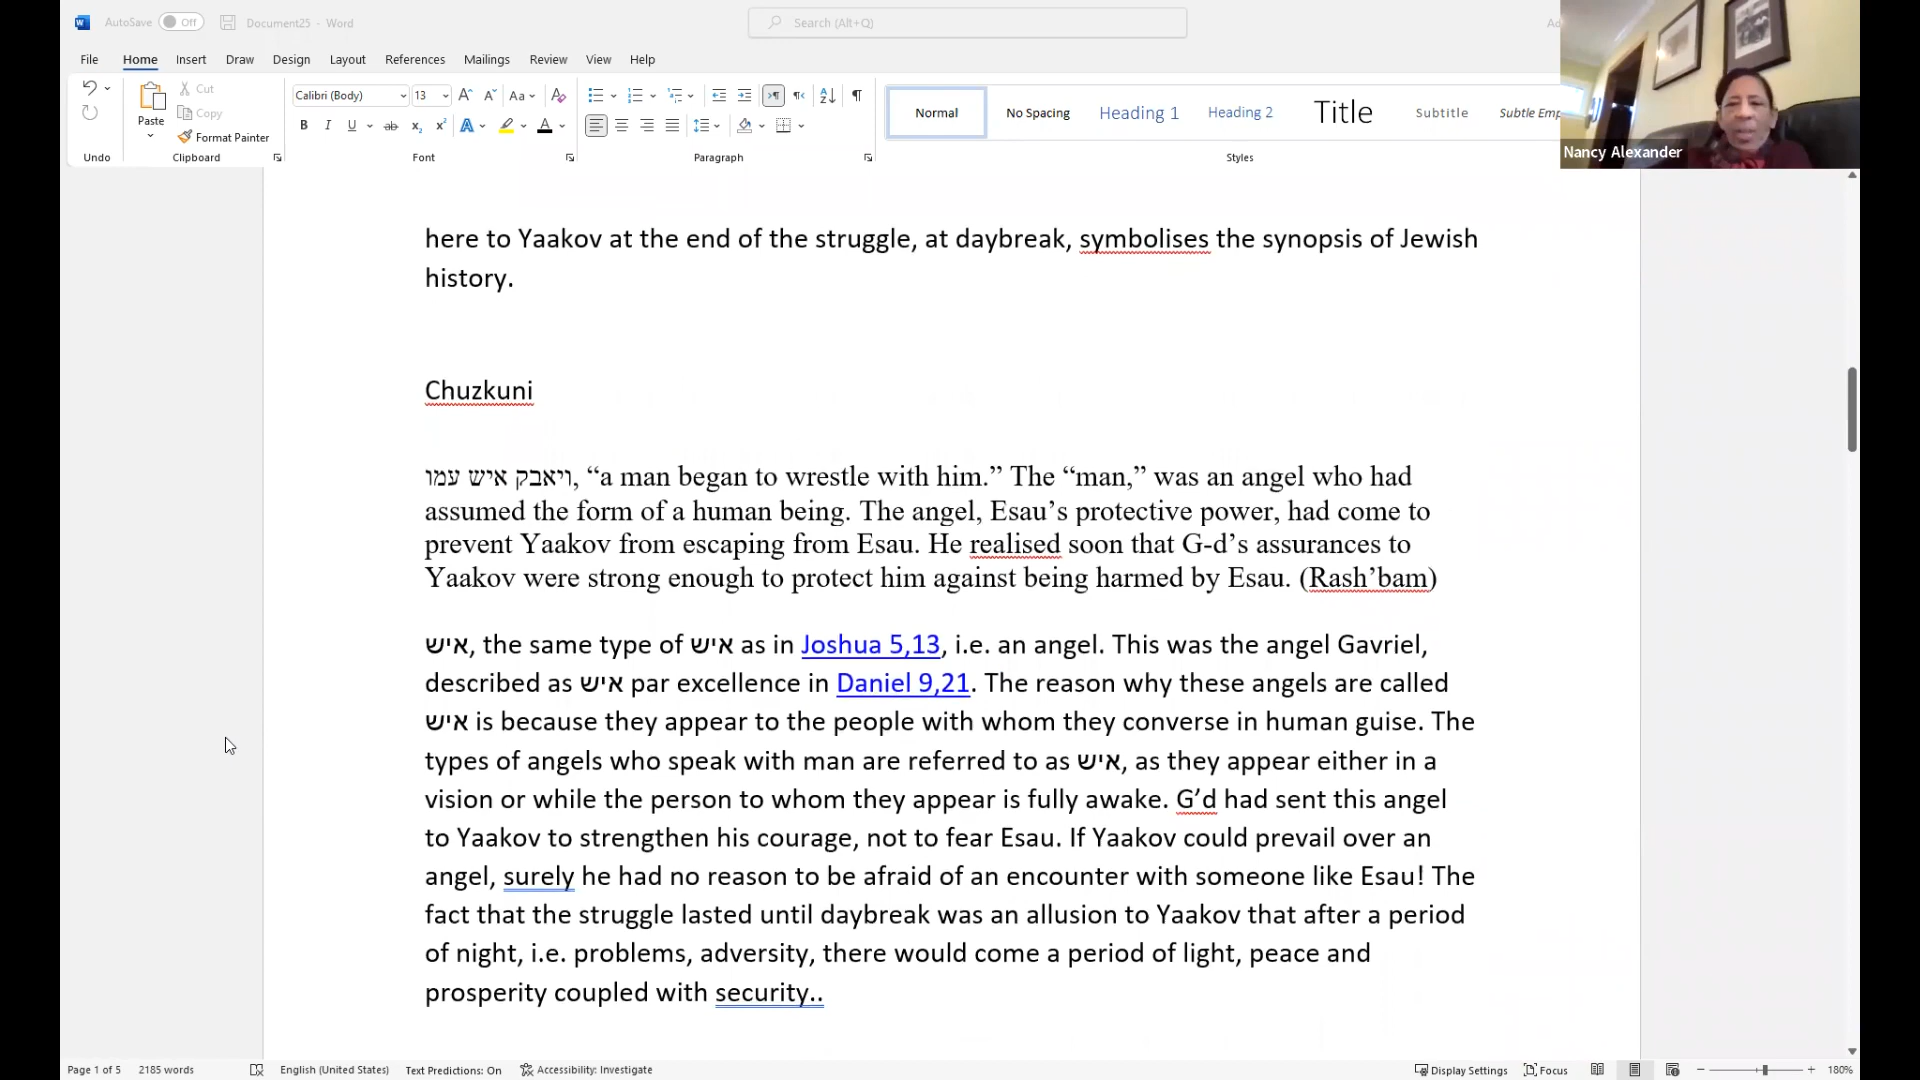 AutoSave Off Document25 - Word Search (Alt+Q)
Nancy Alexander
File Home Insert Draw Design Layout References Mailings Review View Help
Paste Cut Copy Format Painter
Calibri (Body) 13 Aa
B I U ab x₂ x² A A
Normal No Spacing Heading 1 Heading 2 Title Subtitle Subtle Emp
Undo Clipboard Font Paragraph Styles
here to Yaakov at the end of the struggle, at daybreak, symbolises the synopsis of Jewish
history.
Chuzkuni
ויאבק איש עמו, “a man began to wrestle with him.” The “man,” was an angel who had
assumed the form of a human being. The angel, Esau’s protective power, had come to
prevent Yaakov from escaping from Esau. He realised soon that G-d’s assurances to
Yaakov were strong enough to protect him against being harmed by Esau. (Rash’bam)
איש, the same type of איש as in Joshua 5,13, i.e. an angel. This was the angel Gavriel,
described as איש par excellence in Daniel 9,21. The reason why these angels are called
איש is because they appear to the people with whom they converse in human guise. The
types of angels who speak with man are referred to as איש, as they appear either in a
vision or while the person to whom they appear is fully awake. G’d had sent this angel
to Yaakov to strengthen his courage, not to fear Esau. If Yaakov could prevail over an
angel, surely he had no reason to be afraid of an encounter with someone like Esau! The
fact that the struggle lasted until daybreak was an allusion to Yaakov that after a period
of night, i.e. problems, adversity, there would come a period of light, peace and
prosperity coupled with security..
Page 1 of 5 2185 words English (United States) Text Predictions: On Accessibility: Investigate Display Settings Focus 180%